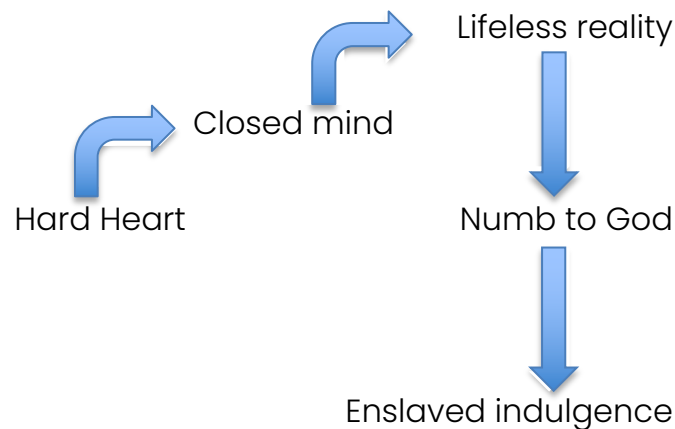 Lifeless reality
Closed mind
Hard Heart
Numb to God
Enslaved indulgence